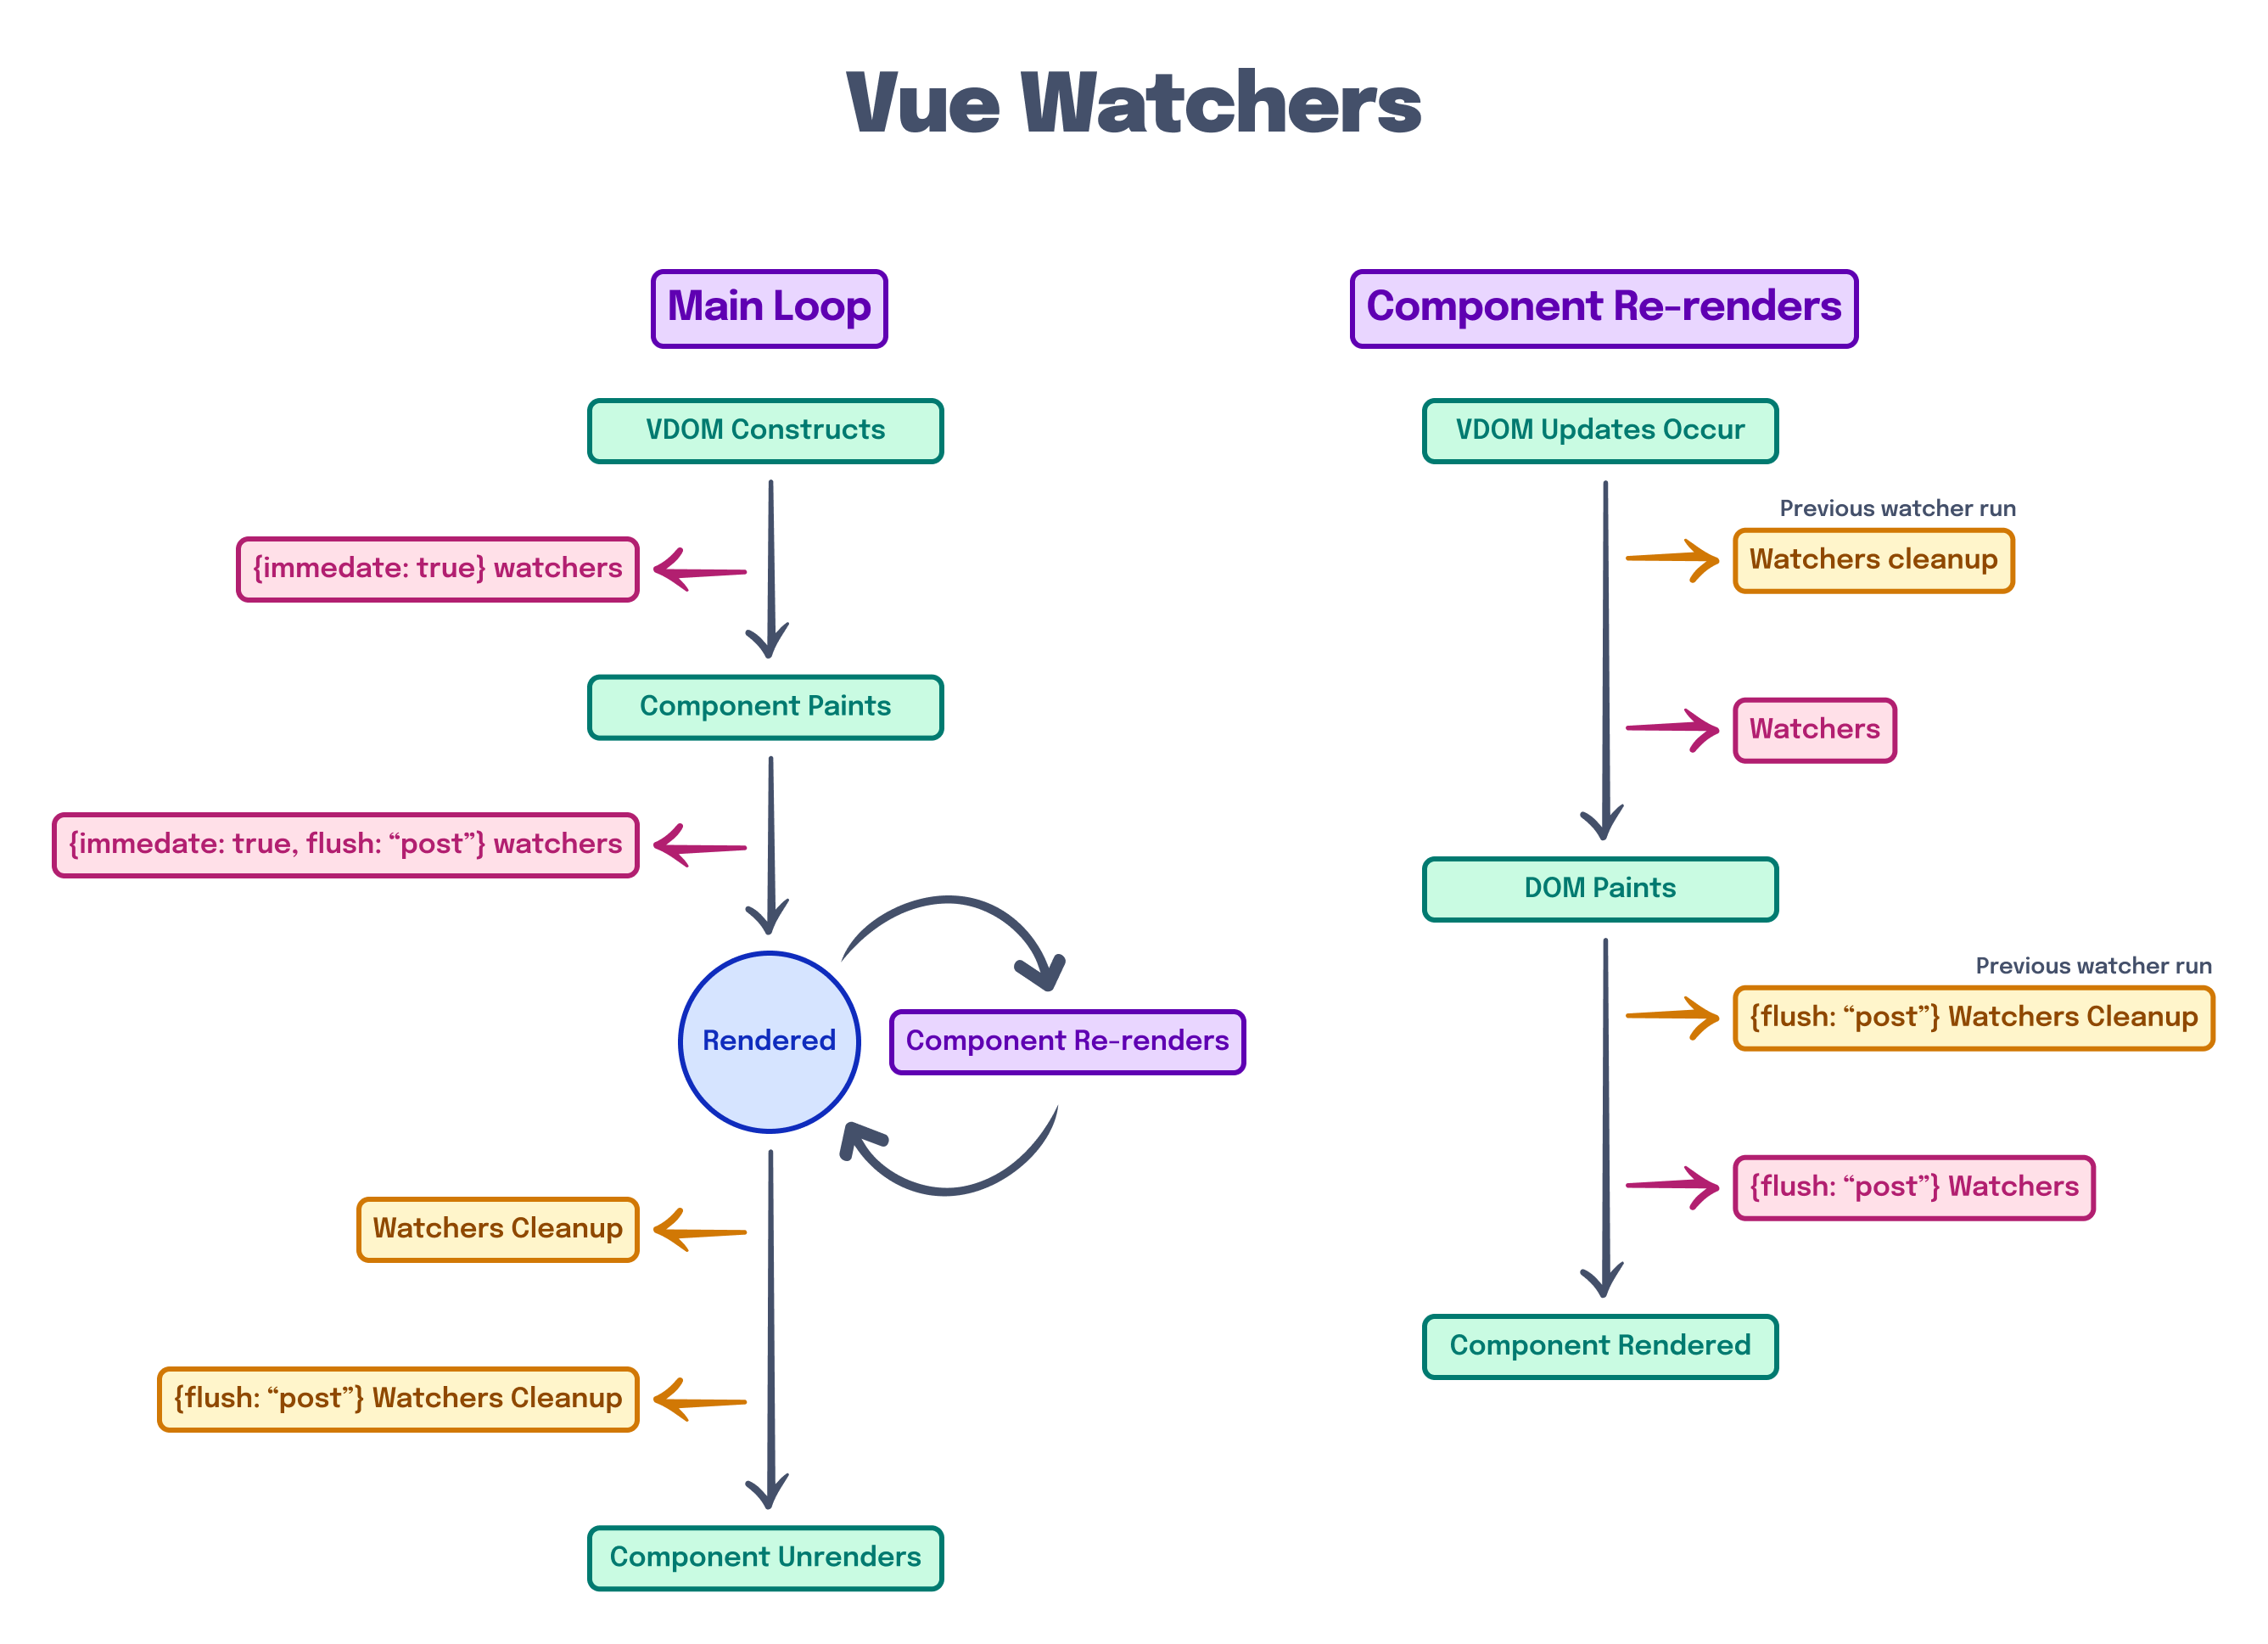 Vue Watchers
Main Loop
VDOM Constructs
{immedate: true} watchers
Component Paints
{immedate: true, flush: “post”} watchers
Rendered
Component Re-renders
Watchers Cleanup
{flush: “post”} Watchers Cleanup
Component Unrenders
Component Re-renders
VDOM Updates Occur
Previous watcher run
Watchers cleanup
Watchers
DOM Paints
Previous watcher run
{flush: “post”} Watchers Cleanup
{flush: “post”} Watchers
Component Rendered